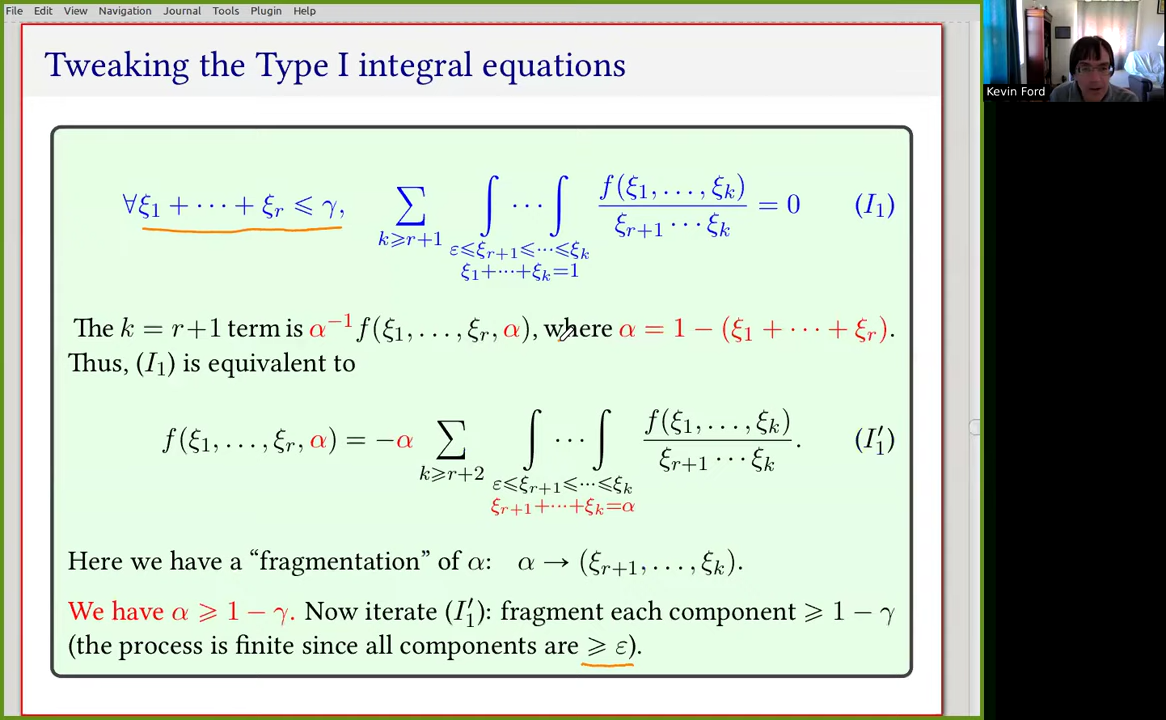 File Edit View Navigation Journal Tools Plugin Help
Tweaking the Type I integral equations
∀ξ₁ + ⋯ + ξᵣ ⩽ γ, ∑_{k⩾r+1} ∫⋯∫_{ε⩽ξ_{r+1}⩽⋯⩽ξ_k, ξ₁+⋯+ξ_k=1} f(ξ₁, …, ξ_k) / (ξ_{r+1} ⋯ ξ_k) = 0 (I₁)
The k = r+1 term is α⁻¹ f(ξ₁, …, ξᵣ, α), where α = 1 − (ξ₁ + ⋯ + ξᵣ).
Thus, (I₁) is equivalent to
f(ξ₁, …, ξᵣ, α) = −α ∑_{k⩾r+2} ∫⋯∫_{ε⩽ξ_{r+1}⩽⋯⩽ξ_k, ξ_{r+1}+⋯+ξ_k=α} f(ξ₁, …, ξ_k) / (ξ_{r+1} ⋯ ξ_k). (I′₁)
Here we have a “fragmentation” of α: α → (ξ_{r+1}, …, ξ_k).
We have α ⩾ 1 − γ. Now iterate (I′₁): fragment each component ⩾ 1 − γ
(the process is finite since all components are ⩾ ε).
Kevin Ford